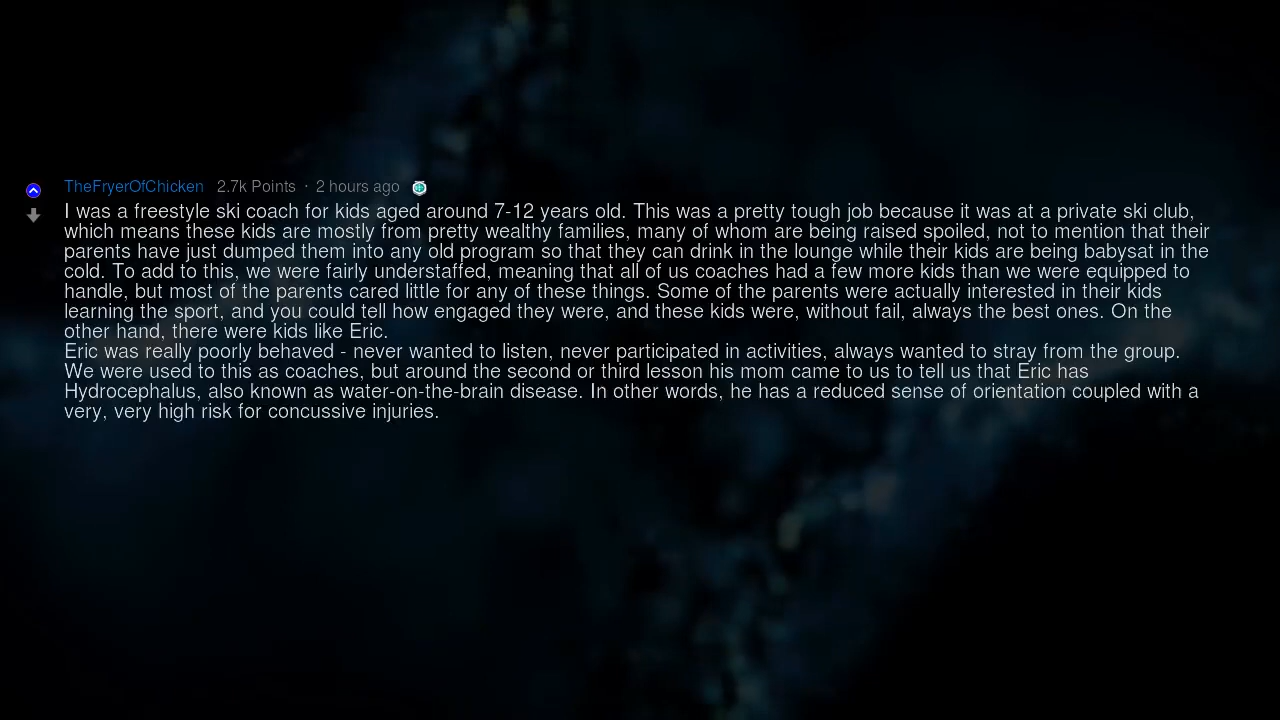 TheFryerOfChicken 2.7k Points · 2 hours ago
I was a freestyle ski coach for kids aged around 7-12 years old. This was a pretty tough job because it was at a private ski club,
which means these kids are mostly from pretty wealthy families, many of whom are being raised spoiled, not to mention that their
parents have just dumped them into any old program so that they can drink in the lounge while their kids are being babysat in the
cold. To add to this, we were fairly understaffed, meaning that all of us coaches had a few more kids than we were equipped to
handle, but most of the parents cared little for any of these things. Some of the parents were actually interested in their kids
learning the sport, and you could tell how engaged they were, and these kids were, without fail, always the best ones. On the
other hand, there were kids like Eric.
Eric was really poorly behaved - never wanted to listen, never participated in activities, always wanted to stray from the group.
We were used to this as coaches, but around the second or third lesson his mom came to us to tell us that Eric has
Hydrocephalus, also known as water-on-the-brain disease. In other words, he has a reduced sense of orientation coupled with a
very, very high risk for concussive injuries.